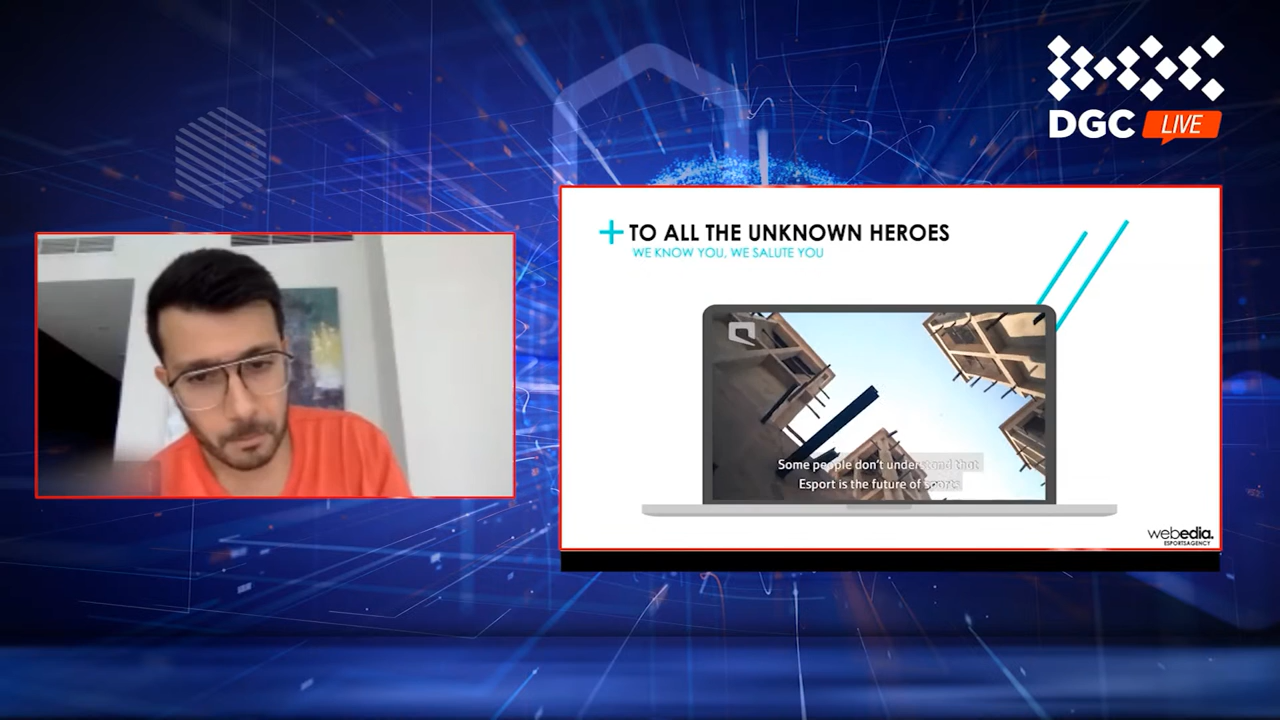 DGC LIVE
TO ALL THE UNKNOWN HEROES
WE KNOW YOU, WE SALUTE YOU
Some people don't understand that
Esport is the future of sports
webedia.
ESPORTSAGENCY